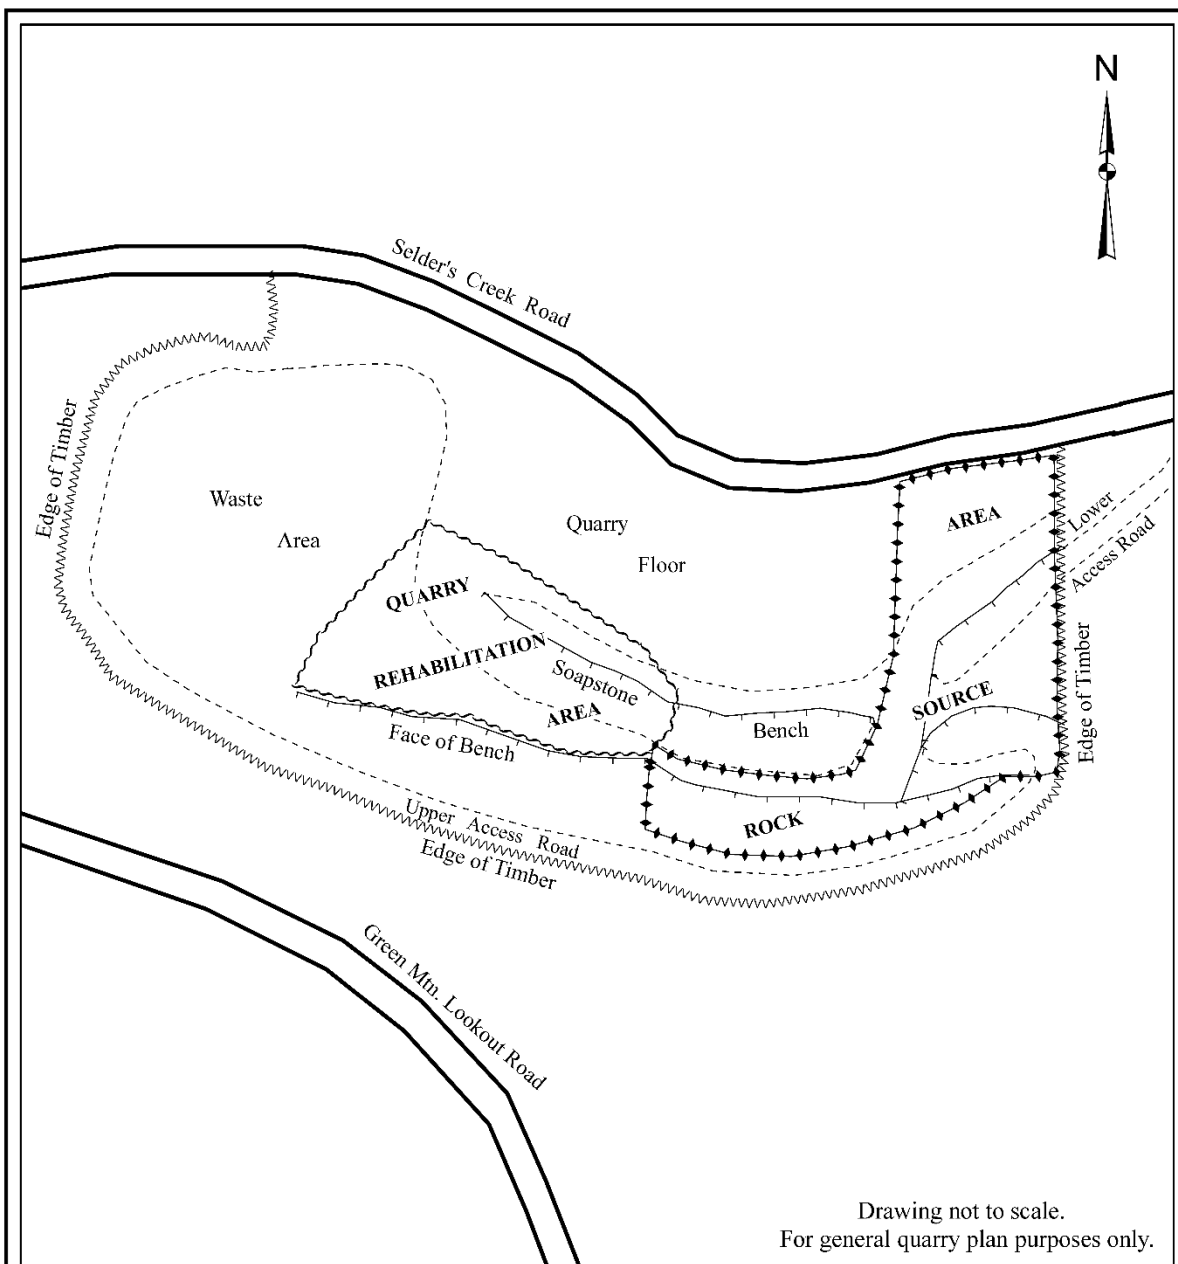 N
Selder's Creek Road
Edge of Timber
Waste
Area
Quarry
Floor
AREA
Lower
Access Road
QUARRY
REHABILITATION
AREA
Soapstone
Bench
SOURCE
Edge of Timber
Face of Bench
ROCK
Upper Access Road
Edge of Timber
Green Mtn. Lookout Road
Drawing not to scale.
For general quarry plan purposes only.